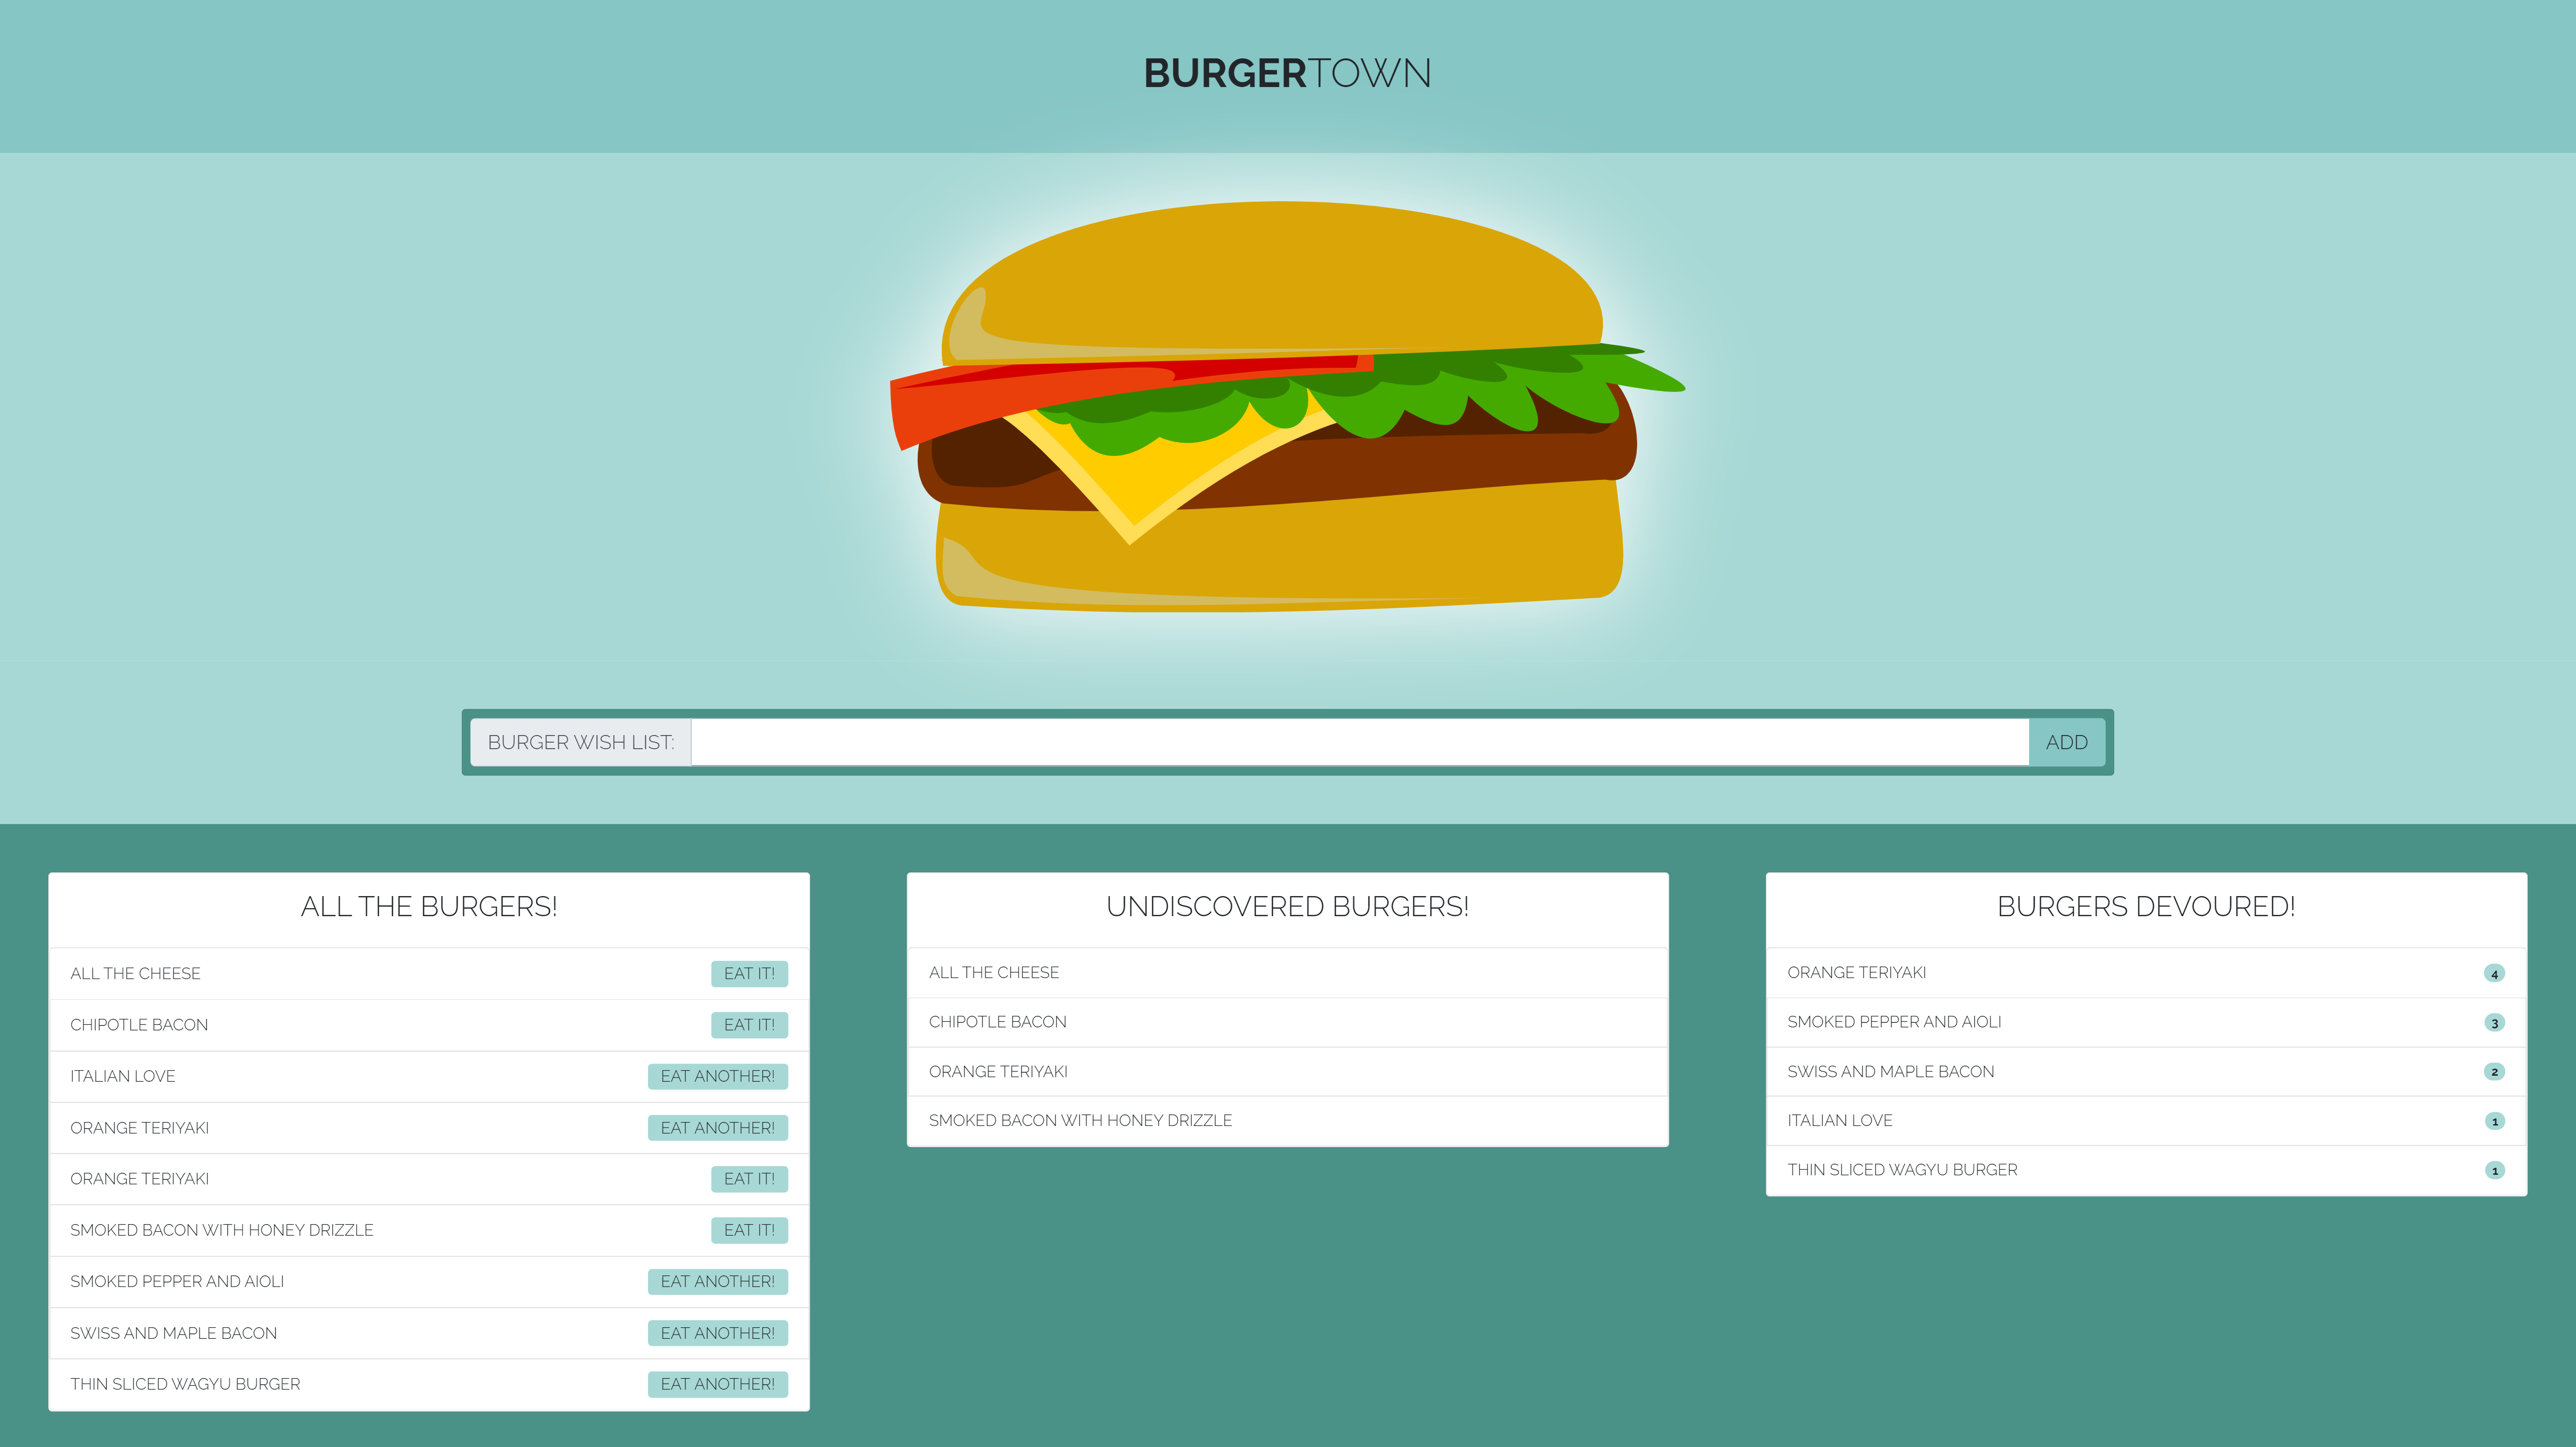 BURGERTOWN
BURGER WISH LIST:
ADD
ALL THE BURGERS!
ALL THE CHEESE EAT IT!
CHIPOTLE BACON EAT IT!
ITALIAN LOVE EAT ANOTHER!
ORANGE TERIYAKI EAT ANOTHER!
ORANGE TERIYAKI EAT IT!
SMOKED BACON WITH HONEY DRIZZLE EAT IT!
SMOKED PEPPER AND AIOLI EAT ANOTHER!
SWISS AND MAPLE BACON EAT ANOTHER!
THIN SLICED WAGYU BURGER EAT ANOTHER!
UNDISCOVERED BURGERS!
ALL THE CHEESE
CHIPOTLE BACON
ORANGE TERIYAKI
SMOKED BACON WITH HONEY DRIZZLE
BURGERS DEVOURED!
ORANGE TERIYAKI 4
SMOKED PEPPER AND AIOLI 3
SWISS AND MAPLE BACON 2
ITALIAN LOVE 1
THIN SLICED WAGYU BURGER 1